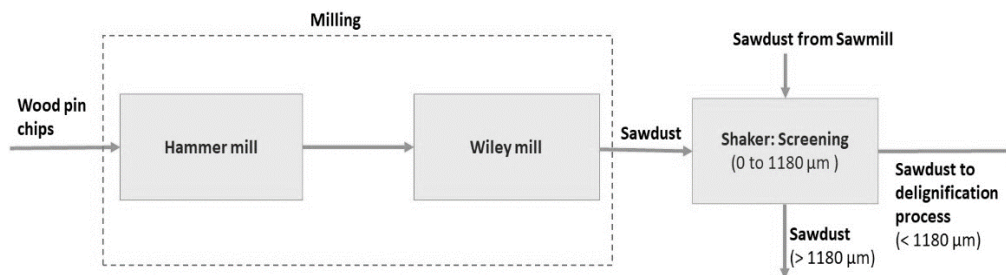 Milling
Sawdust from Sawmill
Wood pin
chips
Hammer mill
Wiley mill
Sawdust
Shaker: Screening
(0 to 1180 µm )
Sawdust to
delignification
process
(< 1180 µm)
Sawdust
(> 1180 µm)